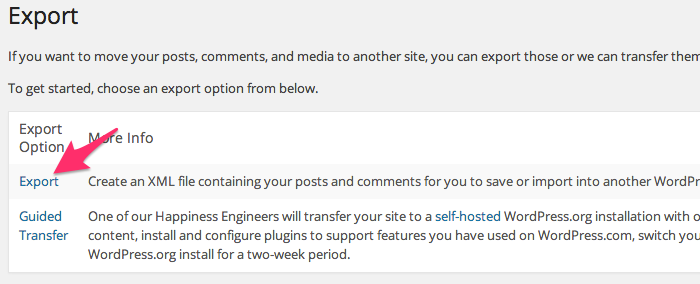 Export
If you want to move your posts, comments, and media to another site, you can export those or we can transfer them
To get started, choose an export option from below.
Export Option
More Info
Export
Create an XML file containing your posts and comments for you to save or import into another WordPr
Guided Transfer
One of our Happiness Engineers will transfer your site to a self-hosted WordPress.org installation with o
content, install and configure plugins to support features you have used on WordPress.com, switch you
WordPress.org install for a two-week period.